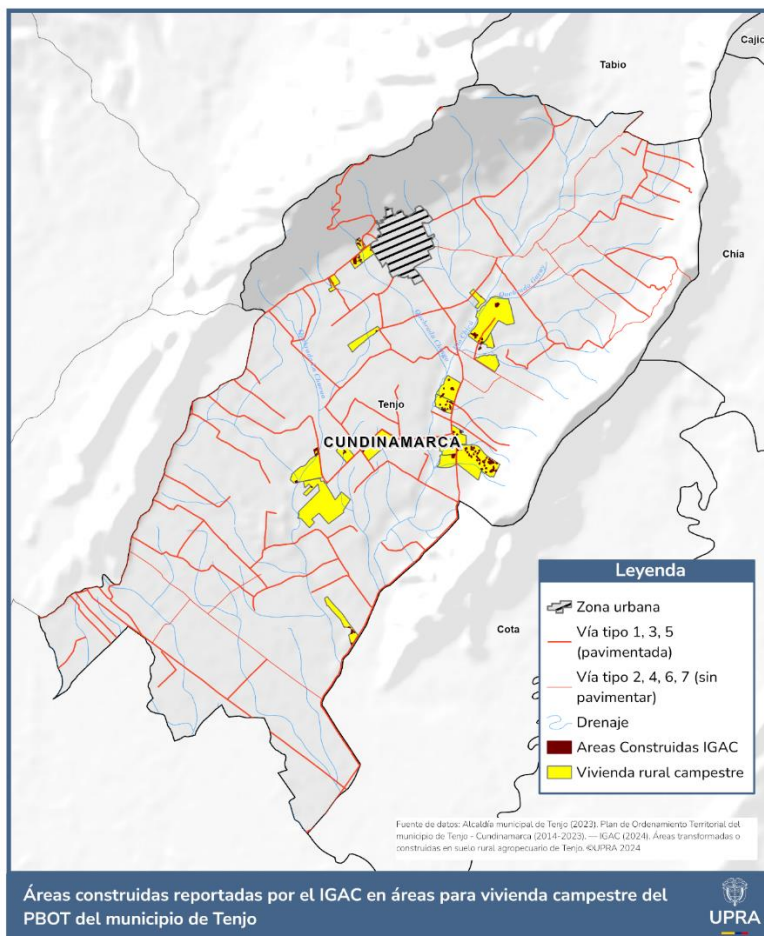 Cajic
Tabio
Chía
Tenjo
CUNDINAMARCA
Cota
Leyenda
Zona urbana
Vía tipo 1, 3, 5
(pavimentada)
Vía tipo 2, 4, 6, 7 (sin
pavimentar)
Drenaje
Areas Construidas IGAC
Vivienda rural campestre
Fuente de datos: Alcaldía municipal de Tenjo (2023). Plan de Ordenamiento Territorial del
municipio de Tenjo - Cundinamarca (2014-2023). — IGAC (2024). Áreas transformadas o
construidas en suelo rural agropecuario de Tenjo. ©UPRA 2024
Áreas construidas reportadas por el IGAC en áreas para vivienda campestre del
PBOT del municipio de Tenjo
UPRA